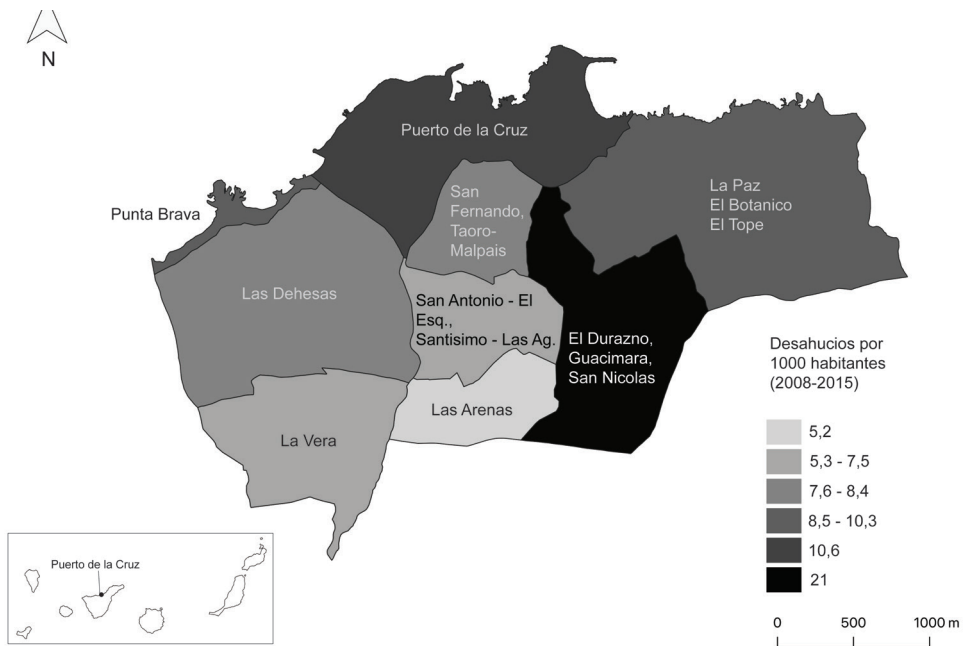 N
Puerto de la Cruz
San
Fernando,
Taoro-
Malpais
La Paz
El Botanico
El Tope
Punta Brava
Las Dehesas
San Antonio - El
Esq.,
Santisimo - Las Ag.
El Durazno,
Guacimara,
San Nicolas
Las Arenas
La Vera
Desahucios por
1000 habitantes
(2008-2015)
5,2
5,3 - 7,5
7,6 - 8,4
8,5 - 10,3
10,6
21
Puerto de la Cruz
0 500 1000 m